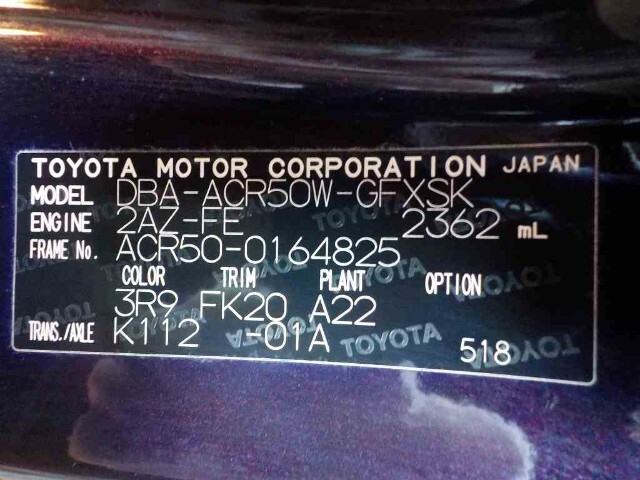 TOYOTA MOTOR CORPORATION JAPAN
MODEL DBA-ACR50W-GFXSK
ENGINE 2AZ-FE 2362 mL
FRAME No. ACR50-0164825
COLOR TRIM PLANT OPTION
3R9 FK20 A22
TRANS./AXLE K112 -01A
518